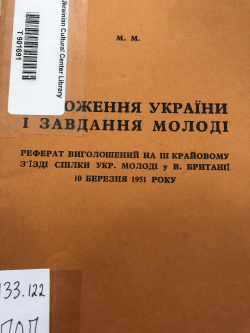 Ukrainian Cultural Center Library
T 901691
М. М.
ОЖЕННЯ УКРАЇНИ
І ЗАВДАННЯ МОЛОДІ
РЕФЕРАТ ВИГОЛОШЕНИЙ НА III КРАЙОВОМУ
З'ЇЗДІ СПІЛКИ УКР. МОЛОДІ у В. БРИТАНІЇ
10 БЕРЕЗНЯ 1951 РОКУ
933.122